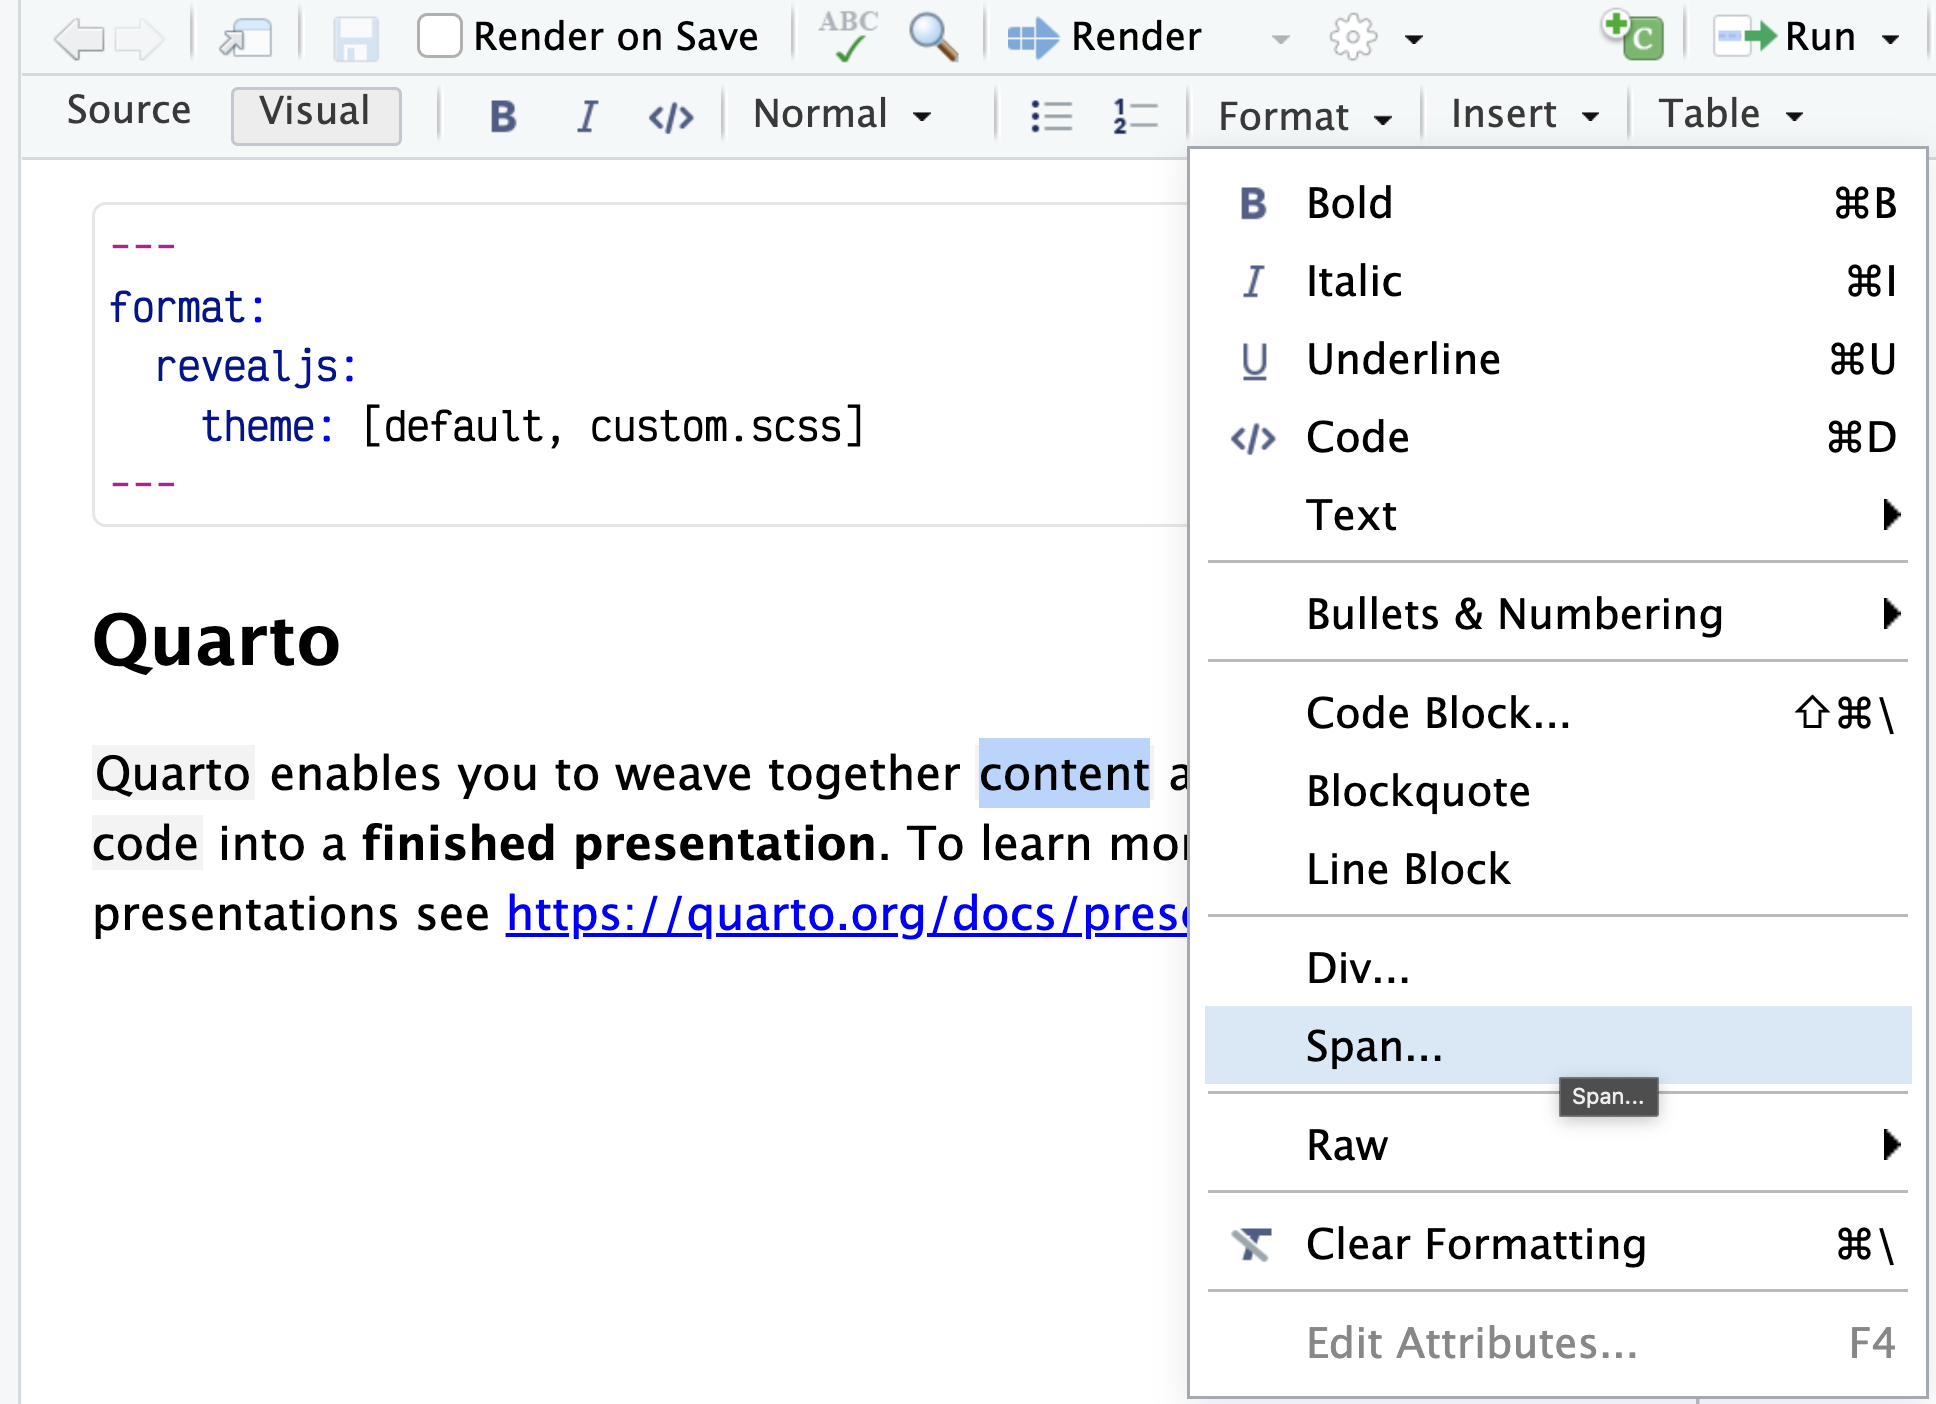 Render on Save ABC Render C Run
Source Visual B I </> Normal 1 2 Format Insert Table
---
format:
revealjs:
theme: [default, custom.scss]
---
Quarto
Quarto enables you to weave together content a
code into a finished presentation. To learn mor
presentations see https://quarto.org/docs/prese
B Bold ⌘B
I Italic ⌘I
U Underline ⌘U
</> Code ⌘D
Text
Bullets & Numbering
Code Block... ⇧⌘\
Blockquote
Line Block
Div...
Span...
Span...
Raw
Clear Formatting ⌘\
Edit Attributes... F4